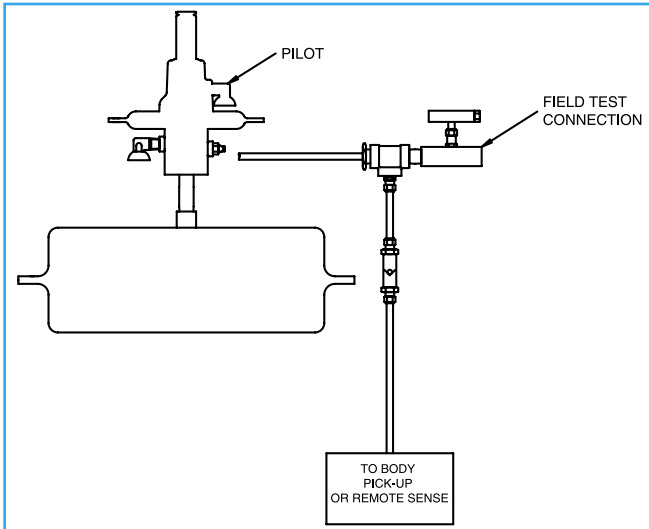 PILOT
FIELD TEST
CONNECTION
TO BODY
PICK-UP
OR REMOTE SENSE